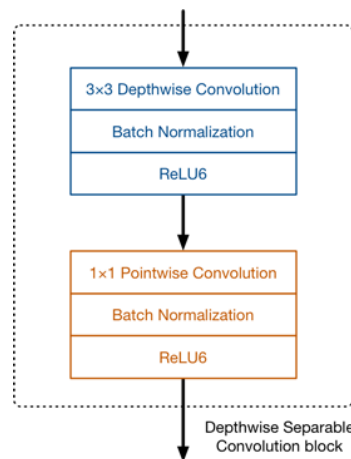 3×3 Depthwise Convolution
Batch Normalization
ReLU6
1×1 Pointwise Convolution
Batch Normalization
ReLU6
Depthwise Separable
Convolution block